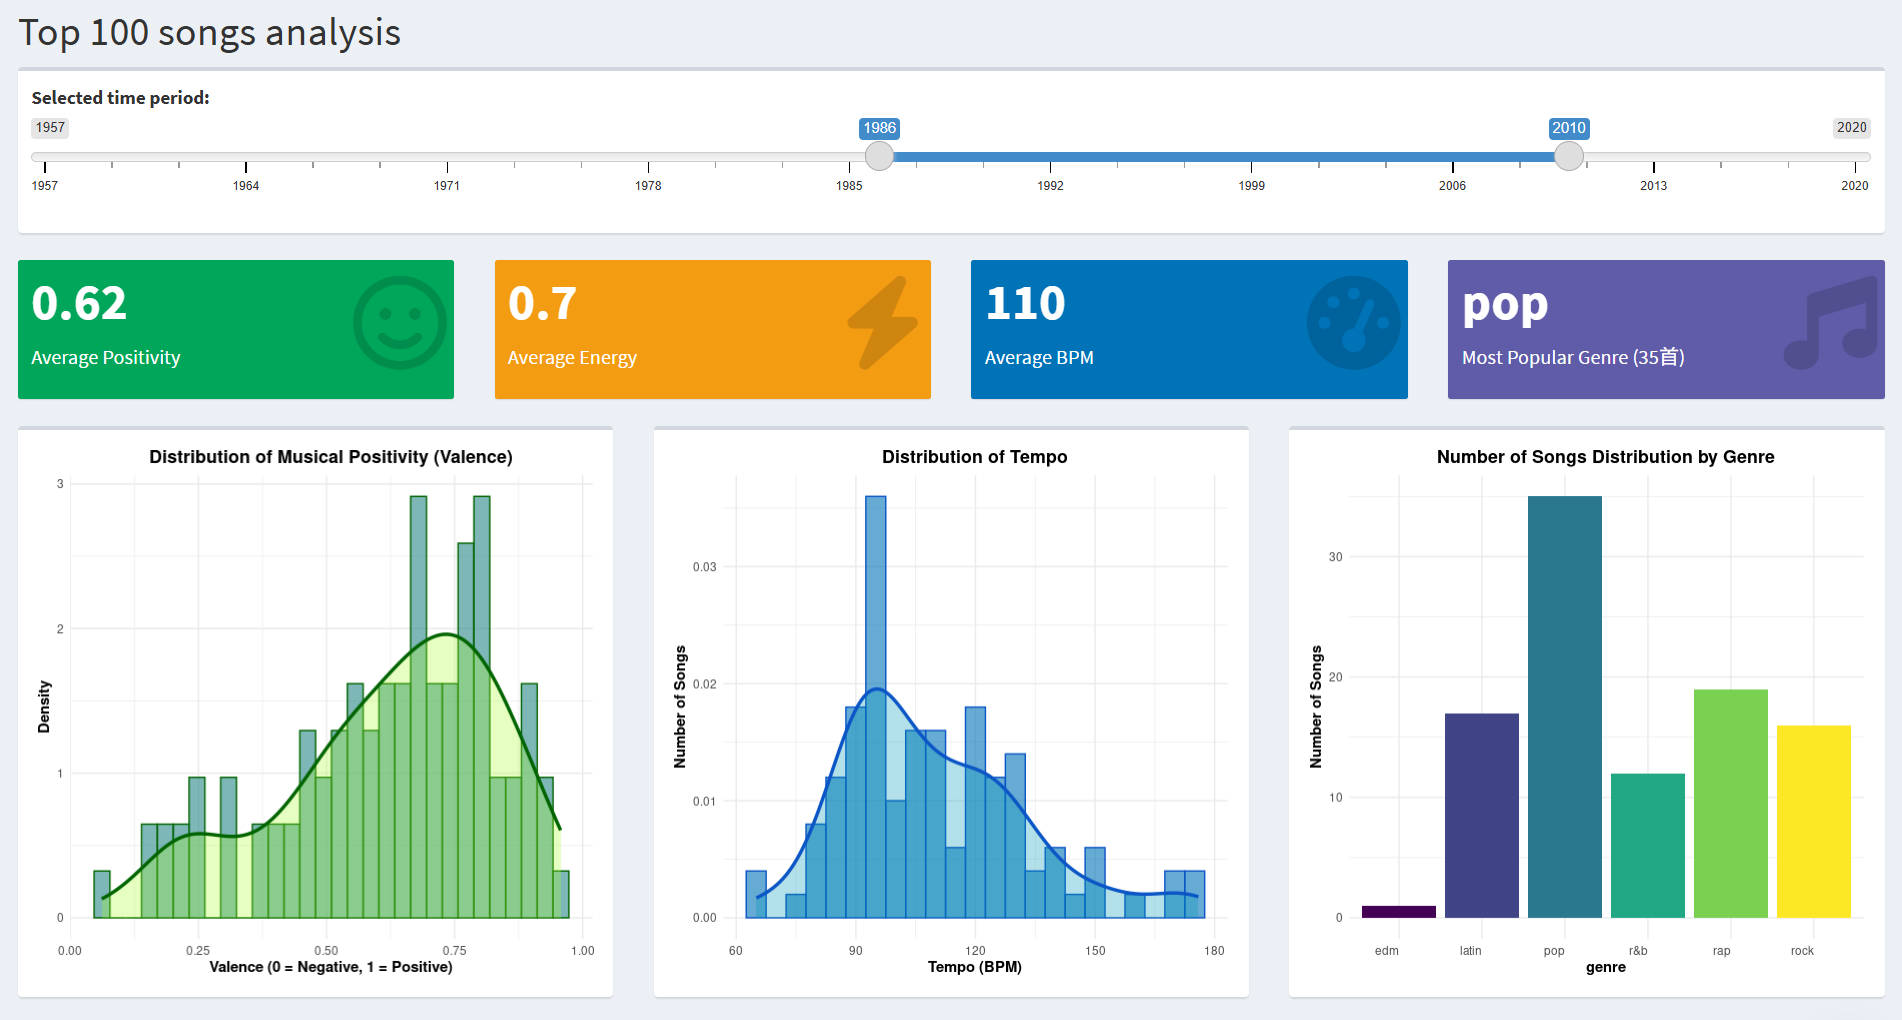 Top 100 songs analysis
Selected time period:
1957
1986
2010
2020
1957 1964 1971 1978 1985 1992 1999 2006 2013 2020
0.62
Average Positivity
0.7
Average Energy
110
Average BPM
pop
Most Popular Genre (35首)
Distribution of Musical Positivity (Valence)
3
2
1
0
Density
0.00 0.25 0.50 0.75 1.00
Valence (0 = Negative, 1 = Positive)
Distribution of Tempo
0.03
0.02
0.01
0.00
Number of Songs
60 90 120 150 180
Tempo (BPM)
Number of Songs Distribution by Genre
30
20
10
0
Number of Songs
edm latin pop r&b rap rock
genre